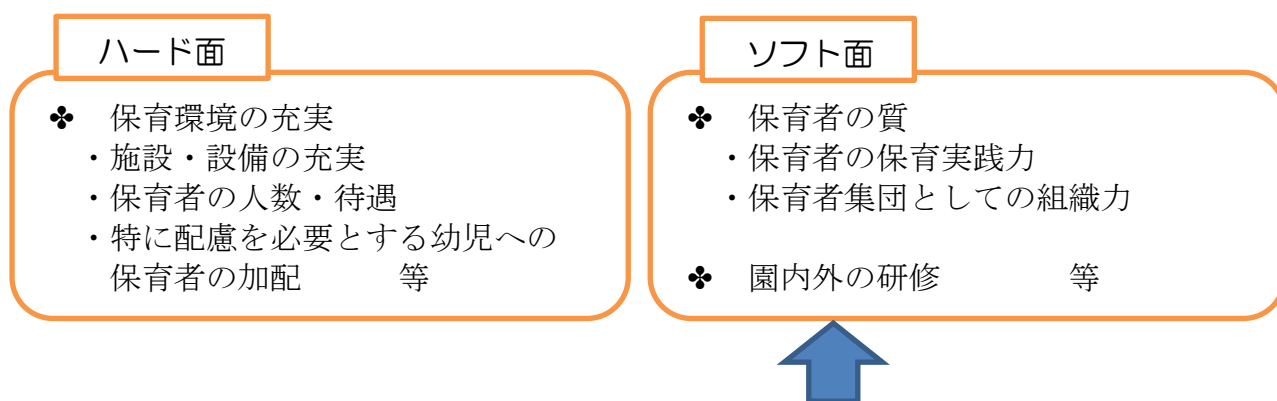 ハード面
✤ 保育環境の充実
・施設・設備の充実
・保育者の人数・待遇
・特に配慮を必要とする幼児への
保育者の加配 等
ソフト面
✤ 保育者の質
・保育者の保育実践力
・保育者集団としての組織力
✤ 園内外の研修 等